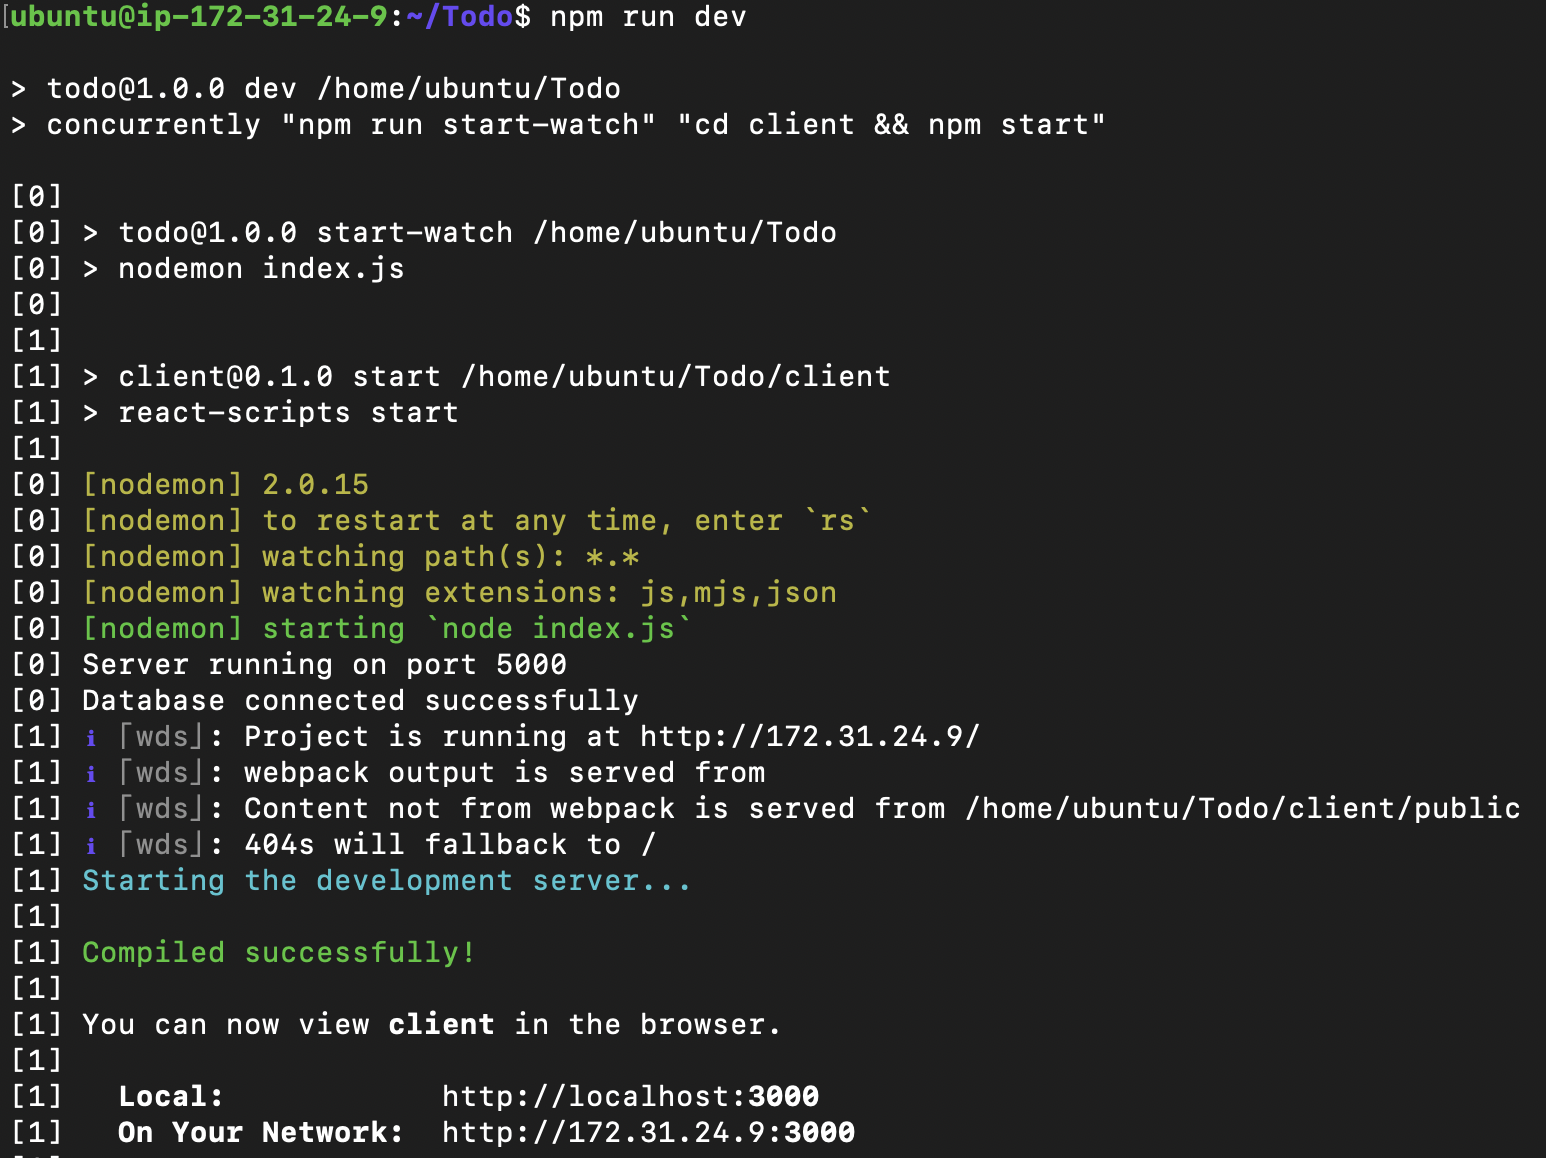 [ubuntu@ip-172-31-24-9:~/Todo$ npm run dev
> todo@1.0.0 dev /home/ubuntu/Todo
> concurrently "npm run start-watch" "cd client && npm start"
[0]
[0] > todo@1.0.0 start-watch /home/ubuntu/Todo
[0] > nodemon index.js
[0]
[1]
[1] > client@0.1.0 start /home/ubuntu/Todo/client
[1] > react-scripts start
[1]
[0] [nodemon] 2.0.15
[0] [nodemon] to restart at any time, enter `rs`
[0] [nodemon] watching path(s): *.*
[0] [nodemon] watching extensions: js,mjs,json
[0] [nodemon] starting `node index.js`
[0] Server running on port 5000
[0] Database connected successfully
[1] ℹ ｢wds｣: Project is running at http://172.31.24.9/
[1] ℹ ｢wds｣: webpack output is served from
[1] ℹ ｢wds｣: Content not from webpack is served from /home/ubuntu/Todo/client/public
[1] ℹ ｢wds｣: 404s will fallback to /
[1] Starting the development server...
[1]
[1] Compiled successfully!
[1]
[1] You can now view client in the browser.
[1]
[1]   Local:            http://localhost:3000
[1]   On Your Network:  http://172.31.24.9:3000